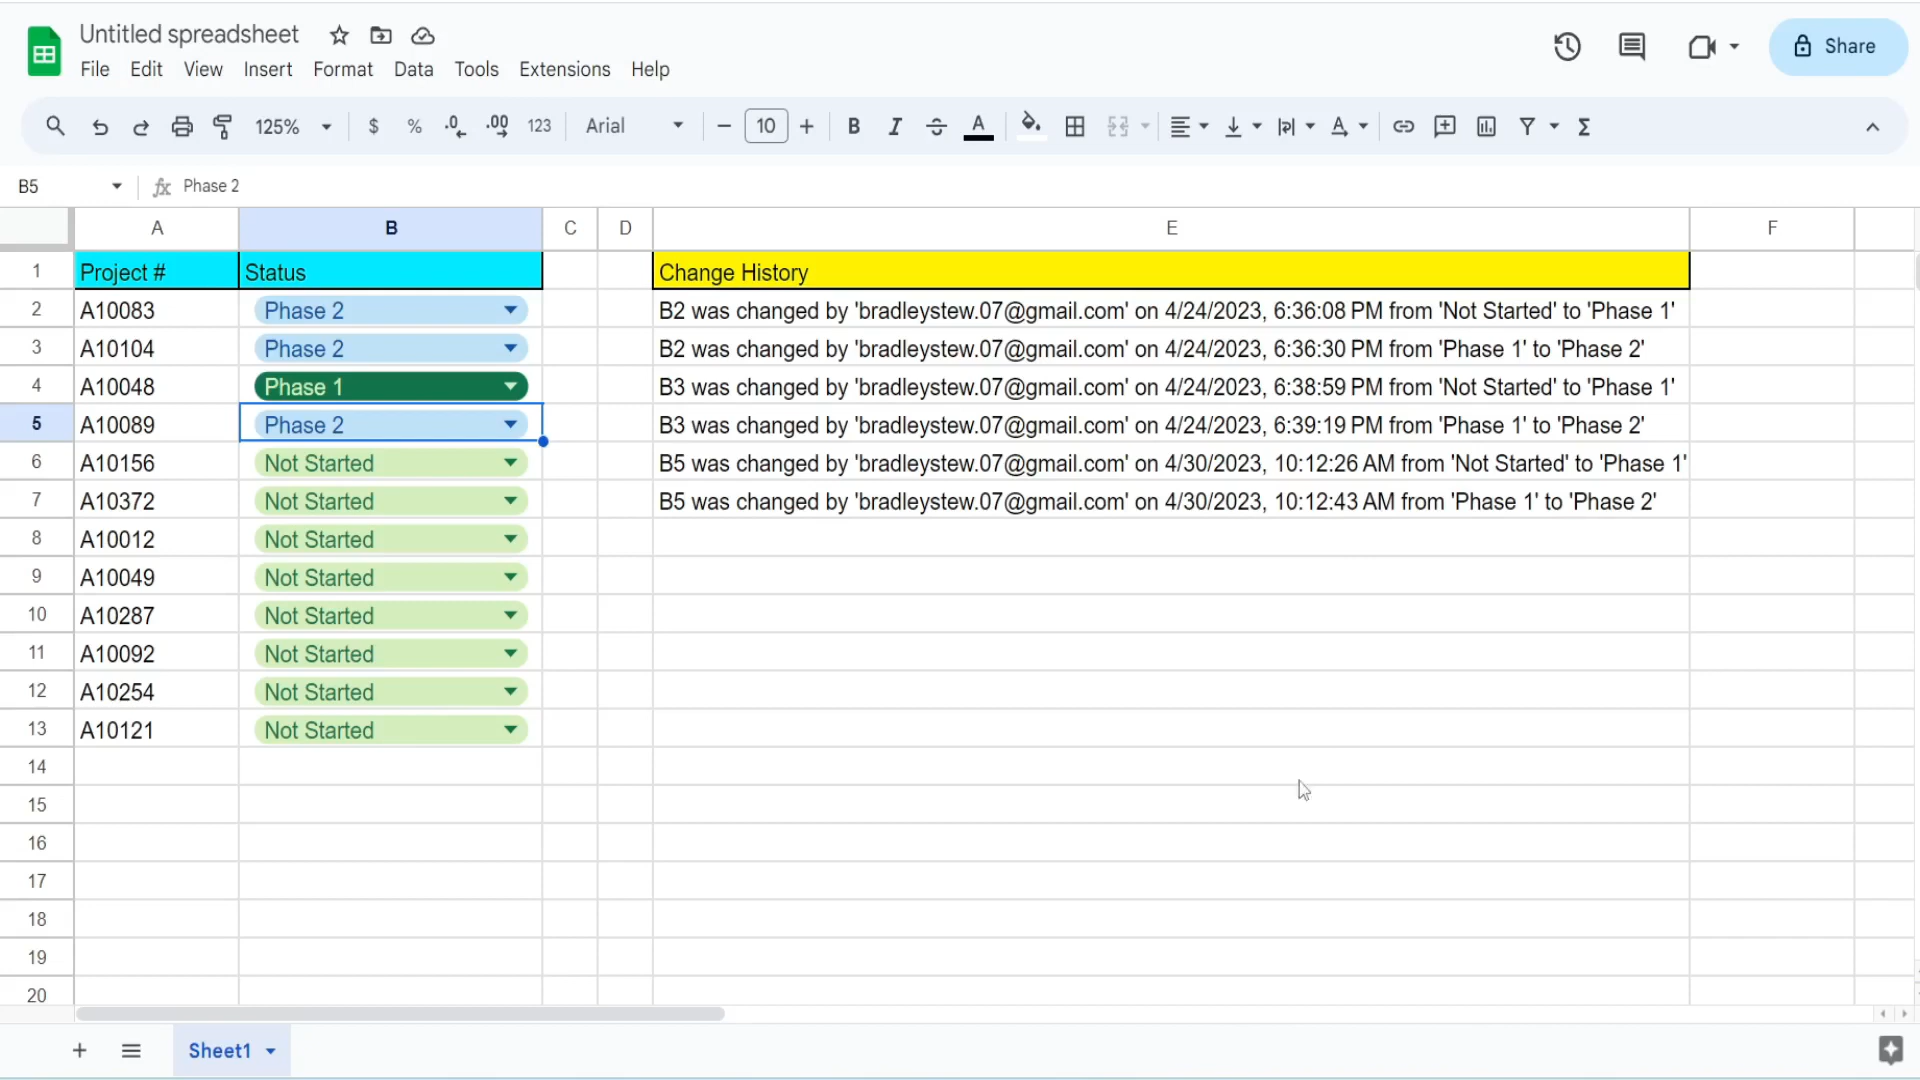 Untitled spreadsheet
File Edit View Insert Format Data Tools Extensions Help
Share
125% $ % .0 .00 123 Arial 10 B I S A Σ
B5 fx Phase 2
A B C D E F
1 Project # Status Change History
2 A10083 Phase 2 B2 was changed by 'bradleystew.07@gmail.com' on 4/24/2023, 6:36:08 PM from 'Not Started' to 'Phase 1'
3 A10104 Phase 2 B2 was changed by 'bradleystew.07@gmail.com' on 4/24/2023, 6:36:30 PM from 'Phase 1' to 'Phase 2'
4 A10048 Phase 1 B3 was changed by 'bradleystew.07@gmail.com' on 4/24/2023, 6:38:59 PM from 'Not Started' to 'Phase 1'
5 A10089 Phase 2 B3 was changed by 'bradleystew.07@gmail.com' on 4/24/2023, 6:39:19 PM from 'Phase 1' to 'Phase 2'
6 A10156 Not Started B5 was changed by 'bradleystew.07@gmail.com' on 4/30/2023, 10:12:26 AM from 'Not Started' to 'Phase 1'
7 A10372 Not Started B5 was changed by 'bradleystew.07@gmail.com' on 4/30/2023, 10:12:43 AM from 'Phase 1' to 'Phase 2'
8 A10012 Not Started
9 A10049 Not Started
10 A10287 Not Started
11 A10092 Not Started
12 A10254 Not Started
13 A10121 Not Started
14
15
16
17
18
19
20
Sheet1